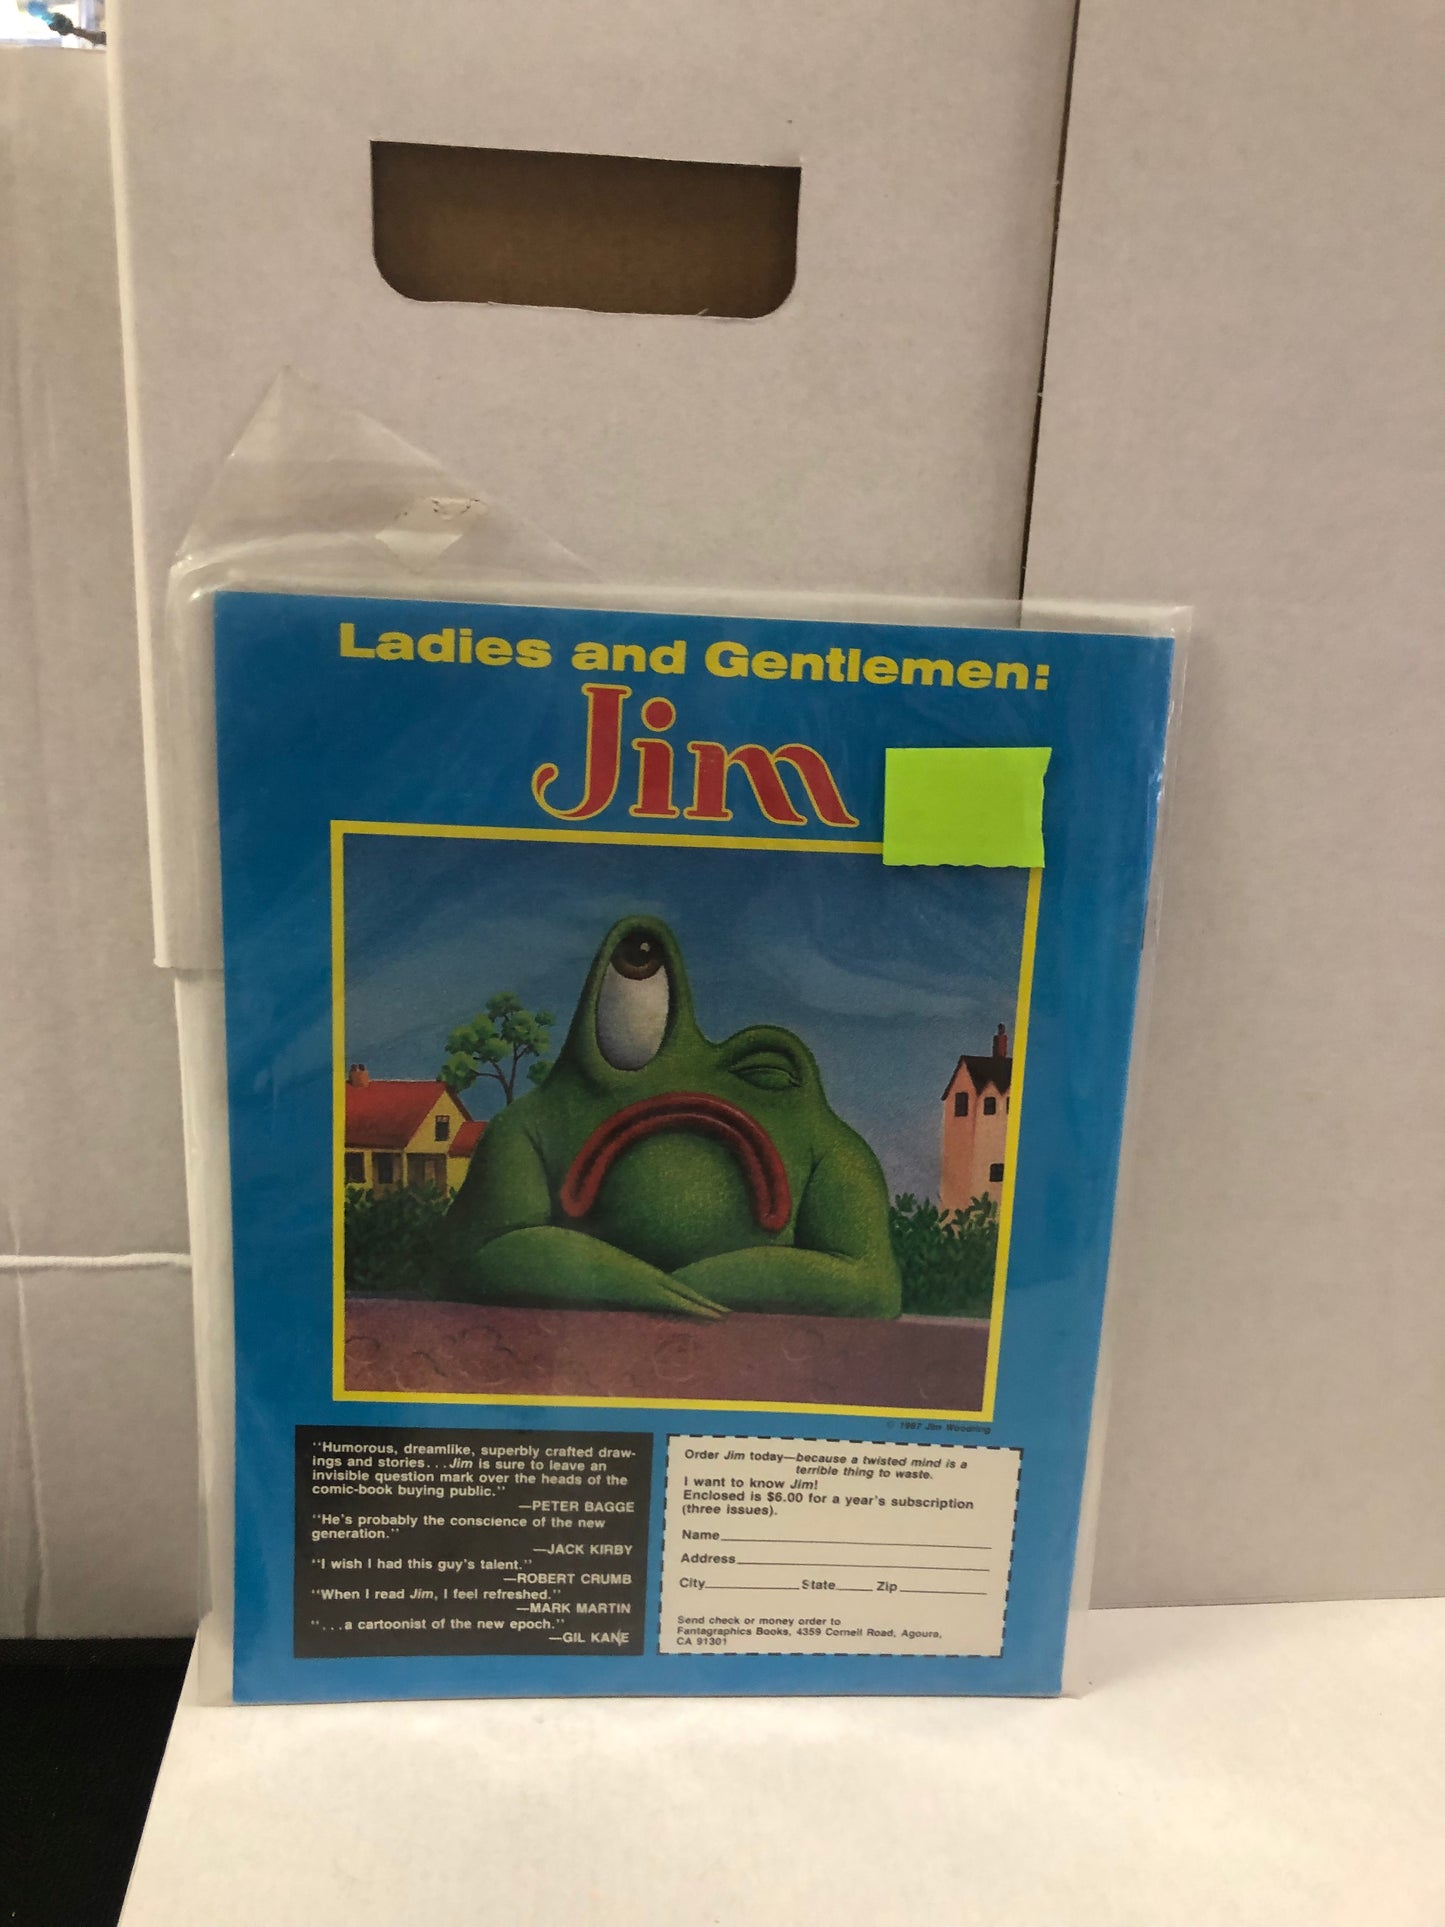 Ladies and Gentlemen:
Jim
© 1987 Jim Woodring
"Humorous, dreamlike, superbly crafted draw-
ings and stories. . .Jim is sure to leave an
invisible question mark over the heads of the
comic-book buying public."
—PETER BAGGE
"He's probably the conscience of the new
generation."
—JACK KIRBY
"I wish I had this guy's talent."
—ROBERT CRUMB
"When I read Jim, I feel refreshed."
—MARK MARTIN
". . .a cartoonist of the new epoch."
—GIL KANE
Order Jim today—because a twisted mind is a
terrible thing to waste.
I want to know Jim!
Enclosed is $6.00 for a year's subscription
(three issues).
Name
Address
City State Zip
Send check or money order to
Fantagraphics Books, 4359 Cornell Road, Agoura,
CA 91301